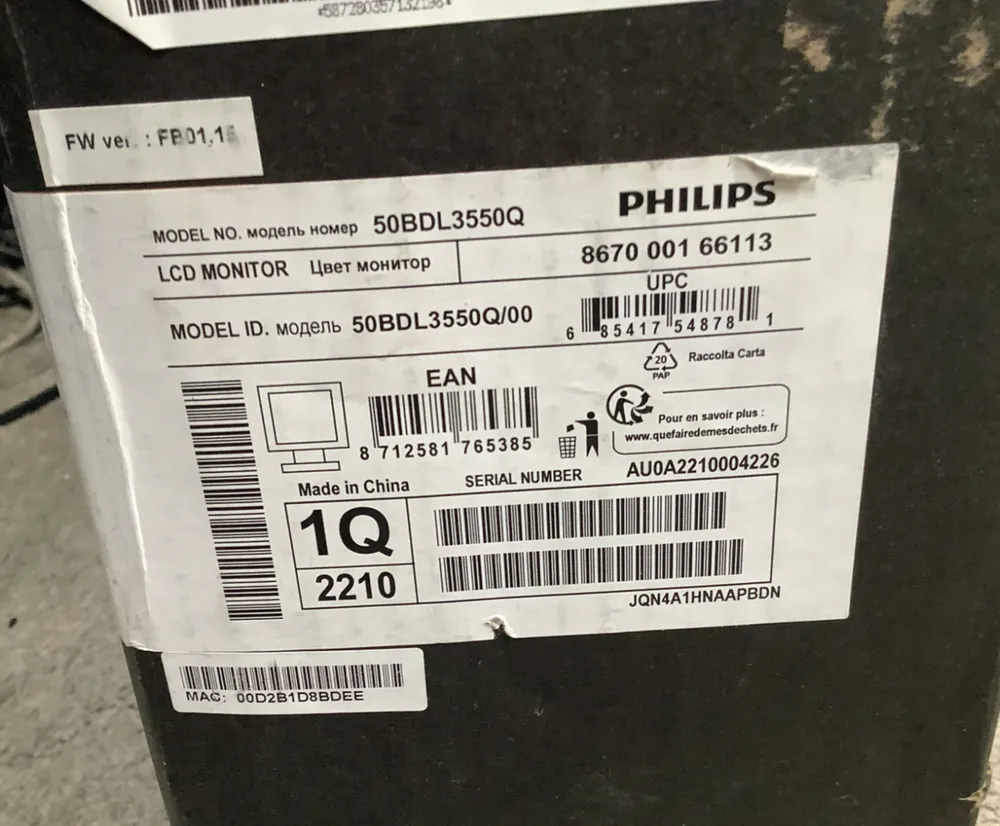 *587280357132196*
FW ver. : FB01.15
PHILIPS
MODEL NO. модель номер 50BDL3550Q
LCD MONITOR Цвет монитор
8670 001 66113
UPC
MODEL ID. модель 50BDL3550Q/00
6 85417 54878 1
20
PAP
Raccolta Carta
EAN
8 712581 765385
Pour en savoir plus :
www.quefairedemesdechets.fr
Made in China
SERIAL NUMBER
AU0A2210004226
1Q
2210
JQN4A1HNAAPBDN
MAC: 00D2B1D8BDEE